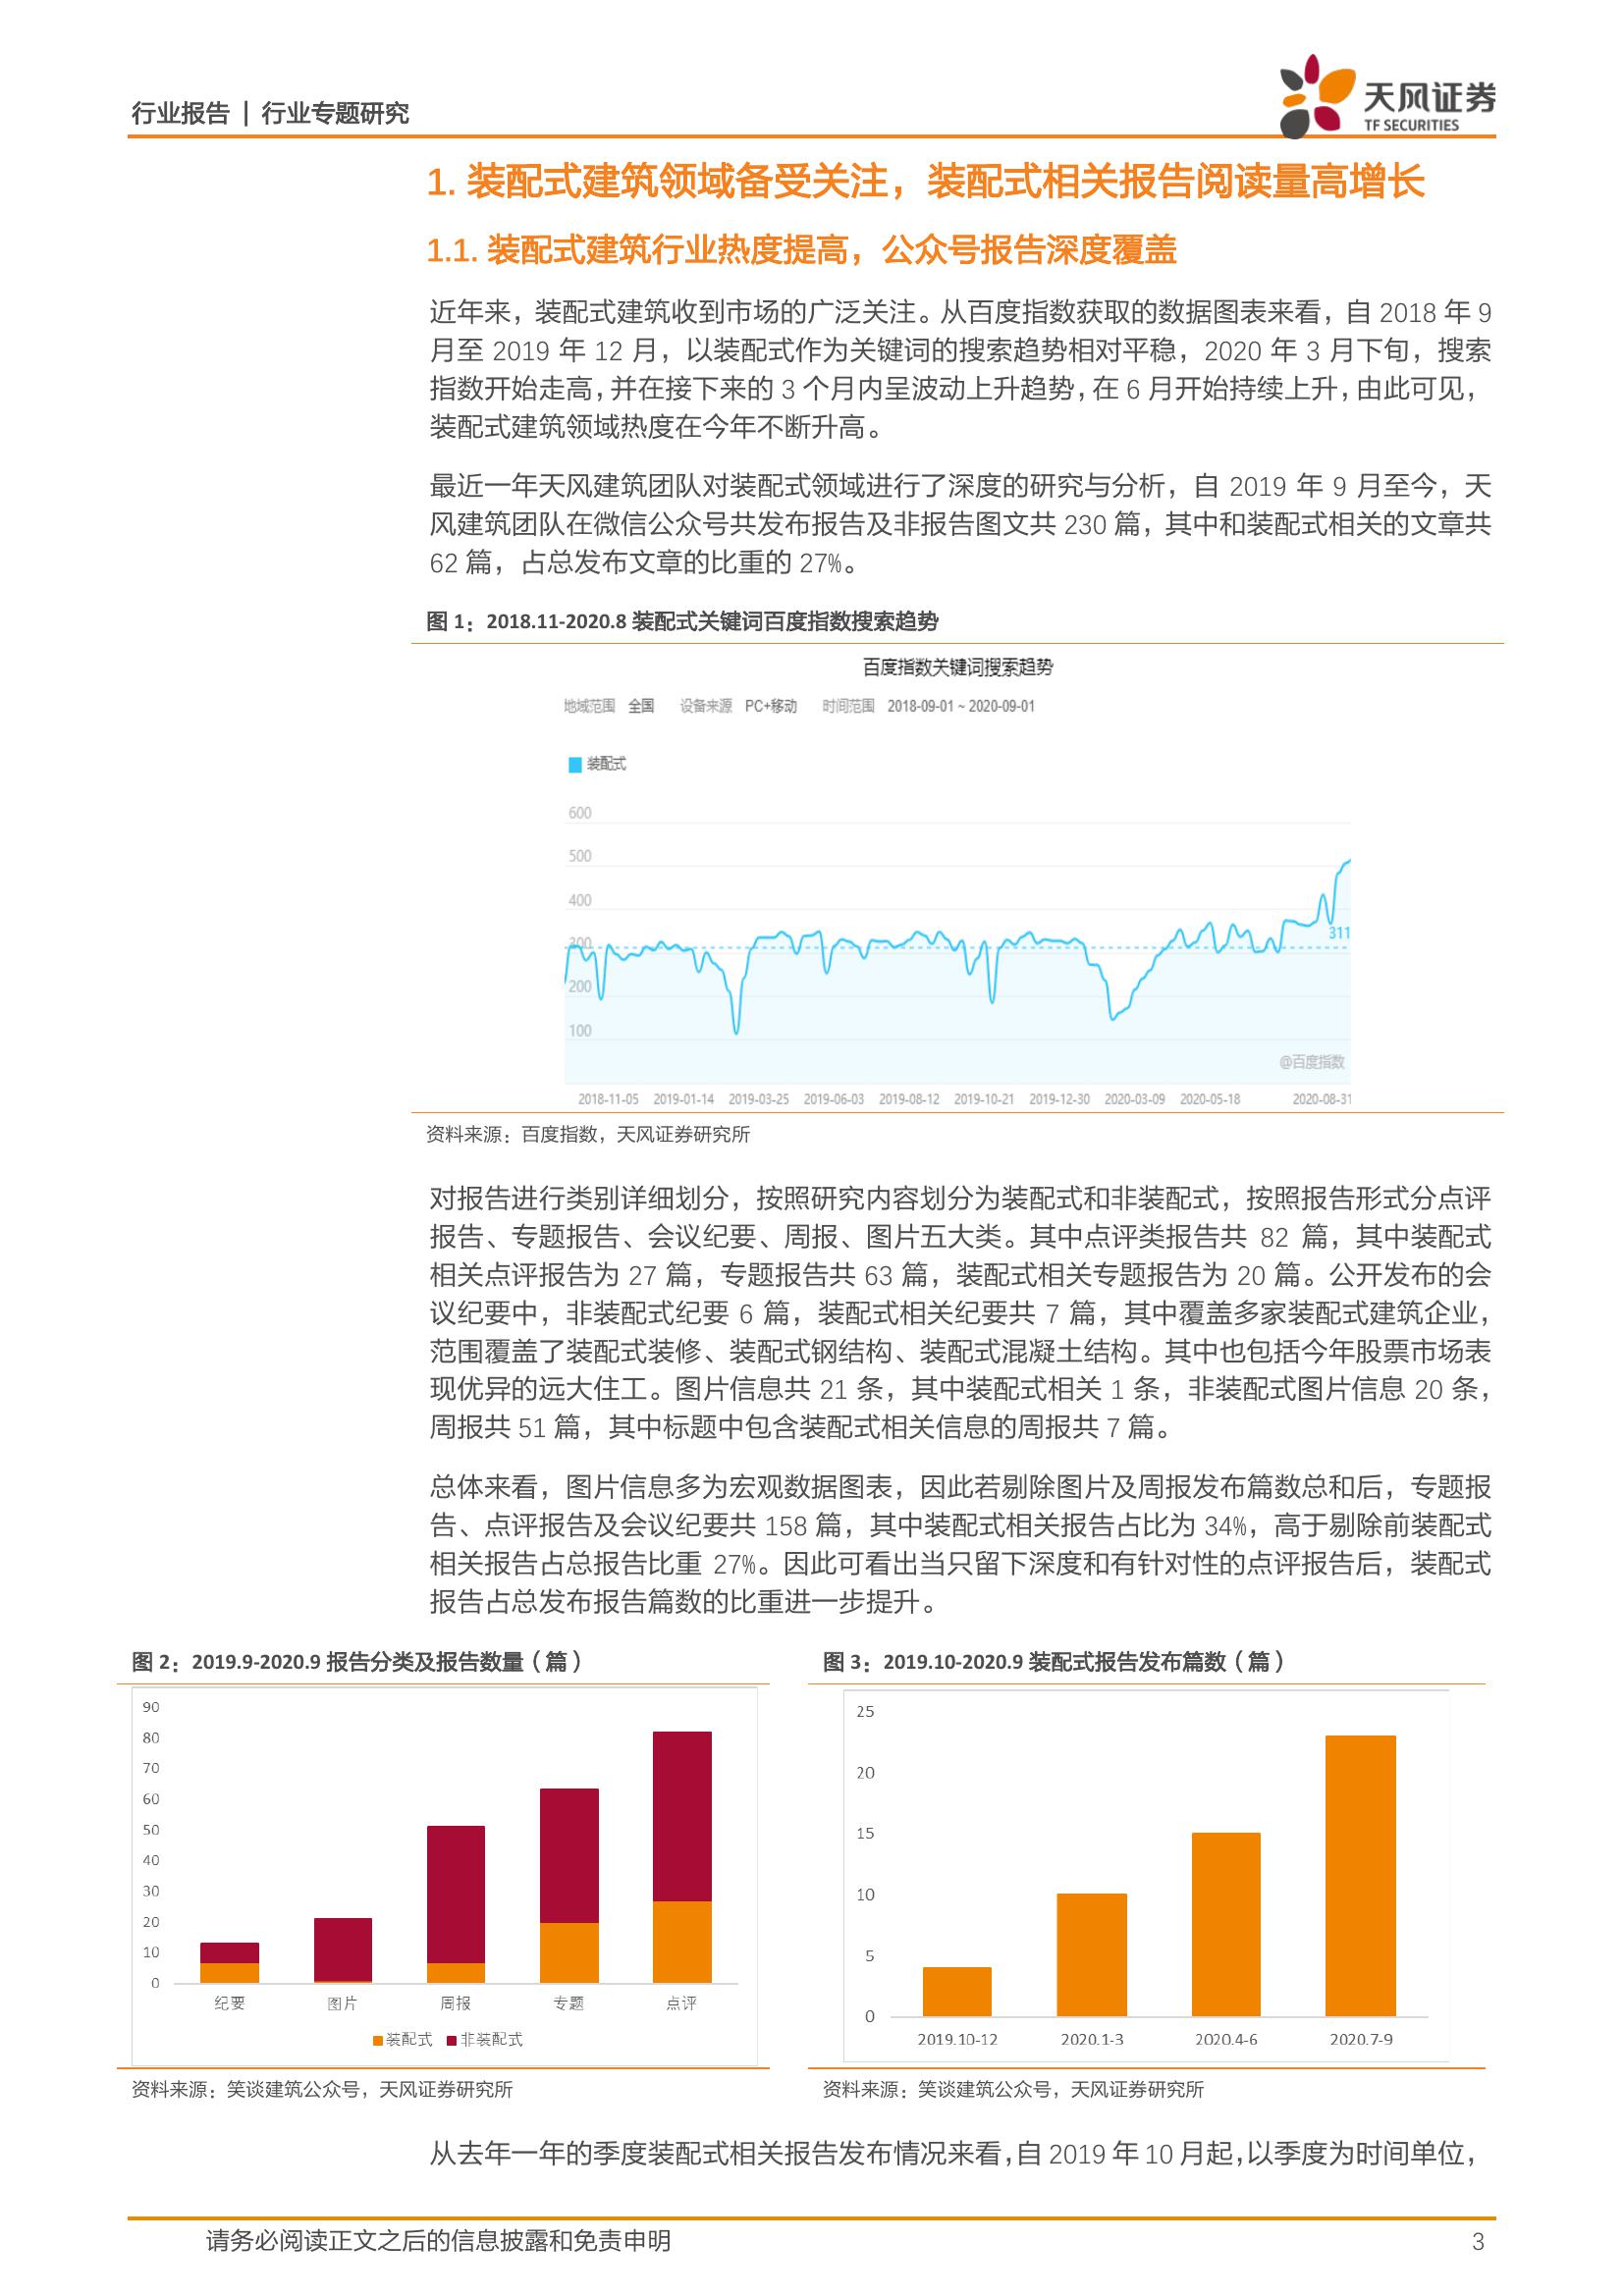 行业报告 | 行业专题研究
天风证券
TF SECURITIES
1. 装配式建筑领域备受关注，装配式相关报告阅读量高增长
1.1. 装配式建筑行业热度提高，公众号报告深度覆盖
近年来，装配式建筑收到市场的广泛关注。从百度指数获取的数据图表来看，自 2018 年 9
月至 2019 年 12 月，以装配式作为关键词的搜索趋势相对平稳，2020 年 3 月下旬，搜索
指数开始走高，并在接下来的 3 个月内呈波动上升趋势，在 6 月开始持续上升，由此可见，
装配式建筑领域热度在今年不断升高。
最近一年天风建筑团队对装配式领域进行了深度的研究与分析，自 2019 年 9 月至今，天
风建筑团队在微信公众号共发布报告及非报告图文共 230 篇，其中和装配式相关的文章共
62 篇，占总发布文章的比重的 27%。
图 1：2018.11-2020.8 装配式关键词百度指数搜索趋势
百度指数关键词搜索趋势
地域范围 全国 设备来源 PC+移动 时间范围 2018-09-01 ~ 2020-09-01
装配式
600
500
400
300
311
200
100
@百度指数
2018-11-05 2019-01-14 2019-03-25 2019-06-03 2019-08-12 2019-10-21 2019-12-30 2020-03-09 2020-05-18 2020-08-31
资料来源：百度指数，天风证券研究所
对报告进行类别详细划分，按照研究内容划分为装配式和非装配式，按照报告形式分点评
报告、专题报告、会议纪要、周报、图片五大类。其中点评类报告共 82 篇，其中装配式
相关点评报告为 27 篇，专题报告共 63 篇，装配式相关专题报告为 20 篇。公开发布的会
议纪要中，非装配式纪要 6 篇，装配式相关纪要共 7 篇，其中覆盖多家装配式建筑企业，
范围覆盖了装配式装修、装配式钢结构、装配式混凝土结构。其中也包括今年股票市场表
现优异的远大住工。图片信息共 21 条，其中装配式相关 1 条，非装配式图片信息 20 条，
周报共 51 篇，其中标题中包含装配式相关信息的周报共 7 篇。
总体来看，图片信息多为宏观数据图表，因此若剔除图片及周报发布篇数总和后，专题报
告、点评报告及会议纪要共 158 篇，其中装配式相关报告占比为 34%，高于剔除前装配式
相关报告占总报告比重 27%。因此可看出当只留下深度和有针对性的点评报告后，装配式
报告占总发布报告篇数的比重进一步提升。
图 2：2019.9-2020.9 报告分类及报告数量（篇）
90
80
70
60
50
40
30
20
10
0
纪要 图片 周报 专题 点评
装配式 非装配式
资料来源：笑谈建筑公众号，天风证券研究所
图 3：2019.10-2020.9 装配式报告发布篇数（篇）
25
20
15
10
5
0
2019.10-12 2020.1-3 2020.4-6 2020.7-9
资料来源：笑谈建筑公众号，天风证券研究所
从去年一年的季度装配式相关报告发布情况来看，自 2019 年 10 月起，以季度为时间单位，
请务必阅读正文之后的信息披露和免责申明
3